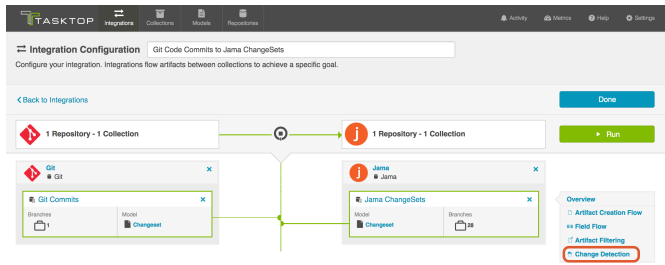 TASKTOP
Integrations
Collections
Models
Repositories
Activity
Metrics
Help
Settings
Integration Configuration
Git Code Commits to Jama ChangeSets
Configure your integration. Integrations flow artifacts between collections to achieve a specific goal.
Back to Integrations
Done
1 Repository - 1 Collection
1 Repository - 1 Collection
Run
Git
Git
×
Jama
Jama
×
Git Commits
×
Branches
1
Model
Changeset
Jama ChangeSets
×
Model
Changeset
Branches
28
Overview
Artifact Creation Flow
Field Flow
Artifact Filtering
Change Detection